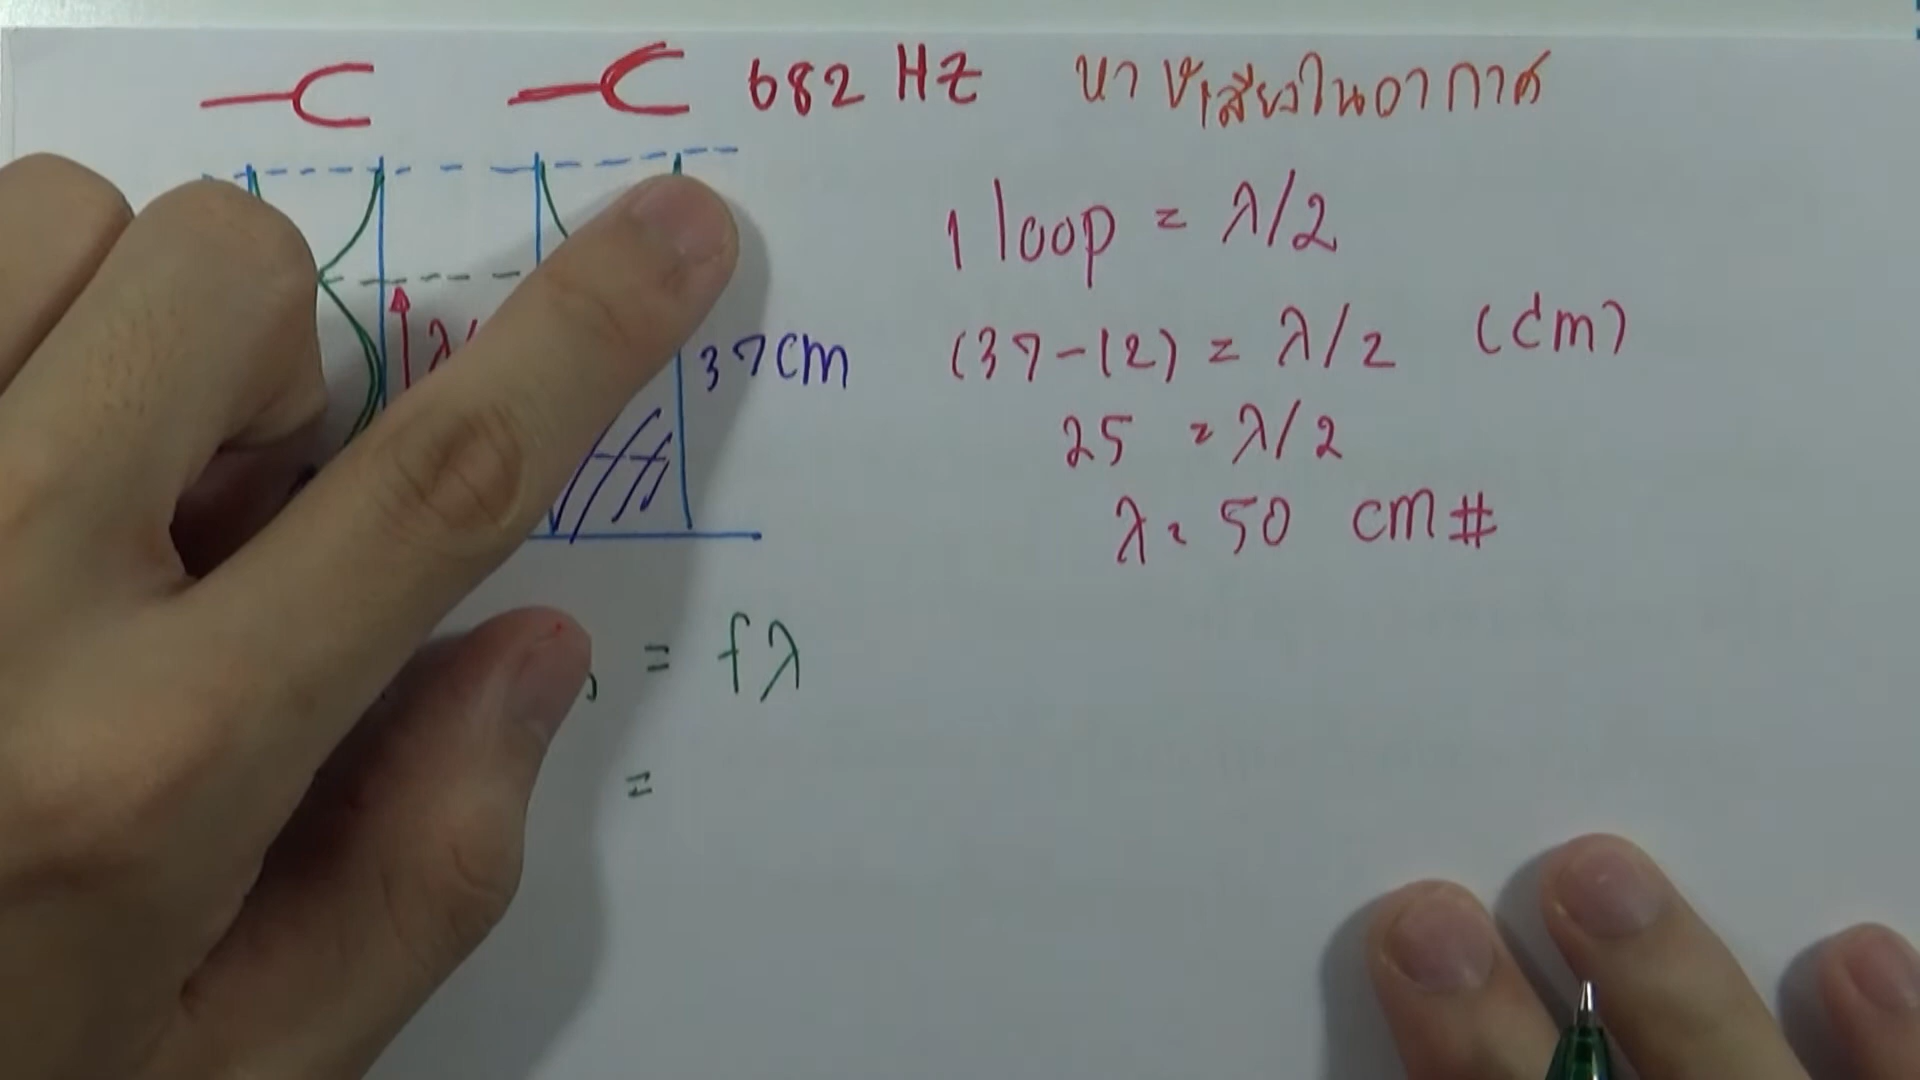 682 Hz หา vเสียงในอากาศ
1 loop = λ/2
(37-12) = λ/2 (cm)
25 = λ/2
λ = 50 cm #
λ/
37cm
= fλ
=